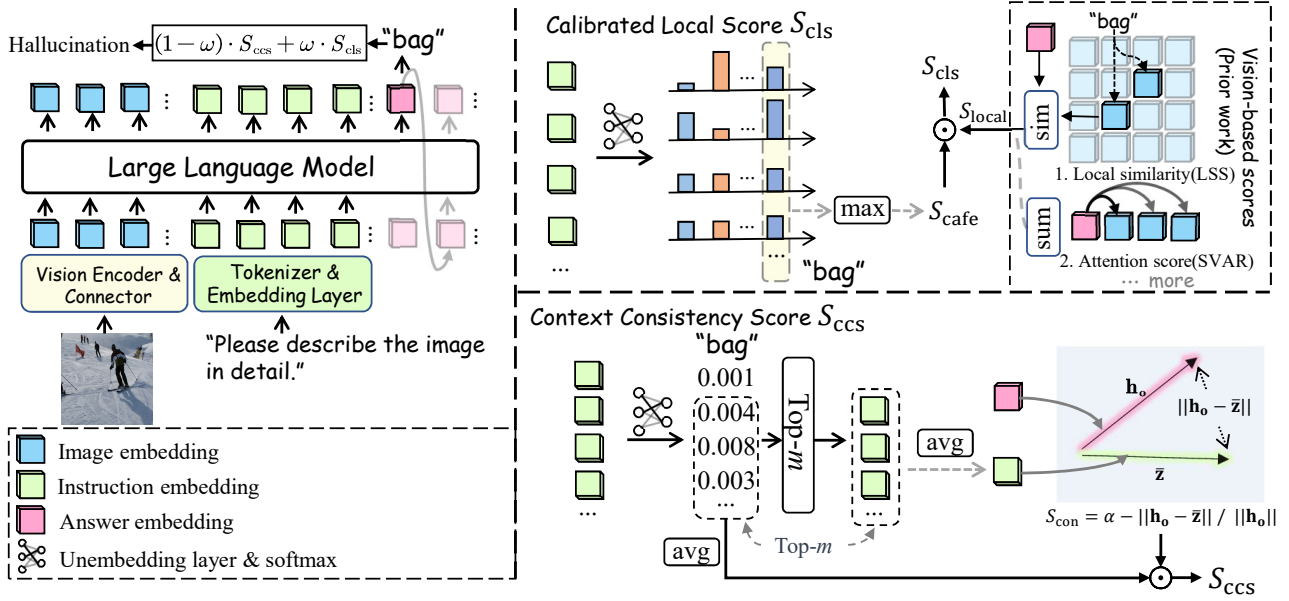 Hallucination
(1−ω) · S_ccs + ω · S_cls
“bag”
Large Language Model
Vision Encoder &
Connector
Tokenizer &
Embedding Layer
“Please describe the image
in detail.”
Image embedding
Instruction embedding
Answer embedding
Unembedding layer & softmax
Calibrated Local Score S_cls
...
...
...
...
...
...
“bag”
max
S_cafe
S_cls
S_local
“bag”
sim
sum
1. Local similarity(LSS)
2. Attention score(SVAR)
... more
Vision-based scores
(Prior work)
Context Consistency Score S_ccs
“bag”
0.001
0.004
0.008
0.003
...
...
Top-m
...
Top-m
avg
avg
h_o
||h_o − z̄||
z̄
S_con = α − ||h_o − z̄|| / ||h_o||
S_ccs